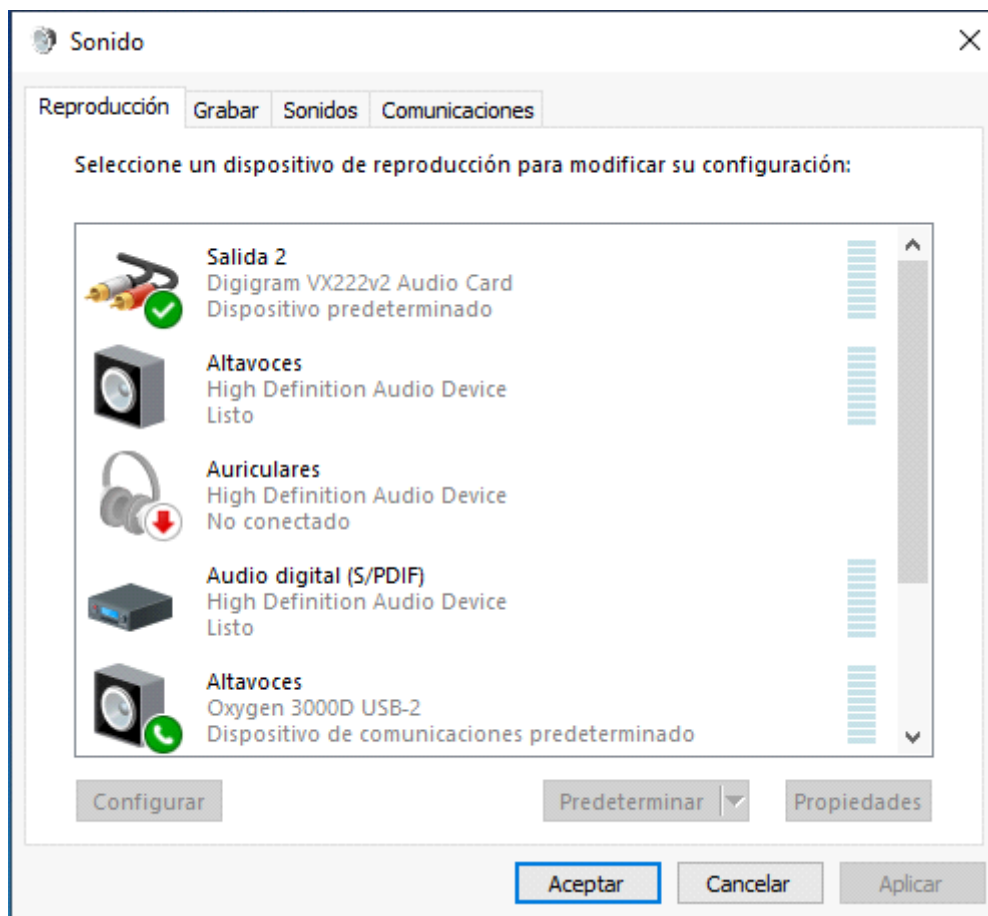 Sonido
Reproducción
Grabar
Sonidos
Comunicaciones
Seleccione un dispositivo de reproducción para modificar su configuración:
Salida 2
Digigram VX222v2 Audio Card
Dispositivo predeterminado
Altavoces
High Definition Audio Device
Listo
Auriculares
High Definition Audio Device
No conectado
Audio digital (S/PDIF)
High Definition Audio Device
Listo
Altavoces
Oxygen 3000D USB-2
Dispositivo de comunicaciones predeterminado
Configurar
Predeterminar
Propiedades
Aceptar
Cancelar
Aplicar